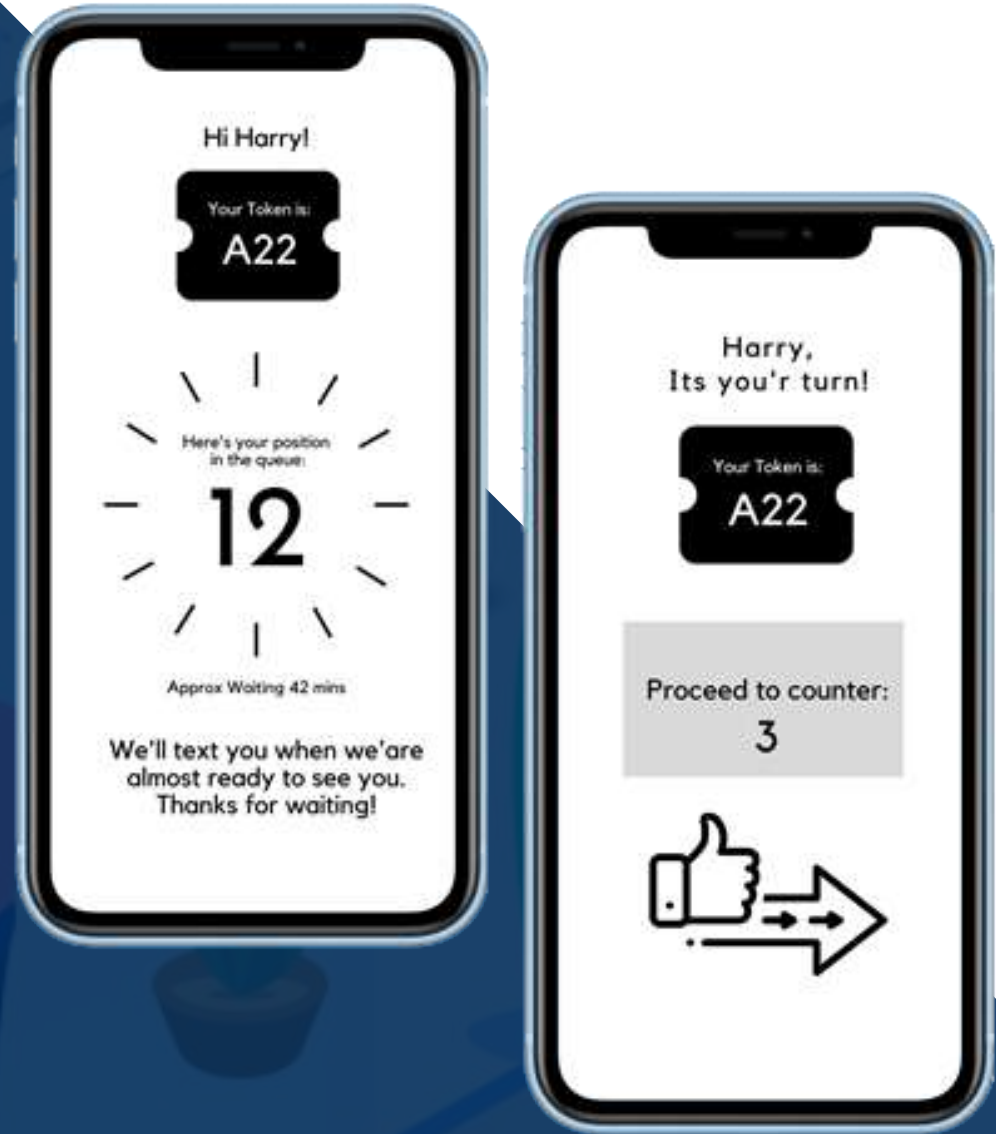 Hi Harry!
Your Token is:
A22
Here's your position
in the queue:
12
Approx Waiting 42 mins
We'll text you when we'are
almost ready to see you.
Thanks for waiting!
Harry,
Its you'r turn!
Your Token is:
A22
Proceed to counter:
3